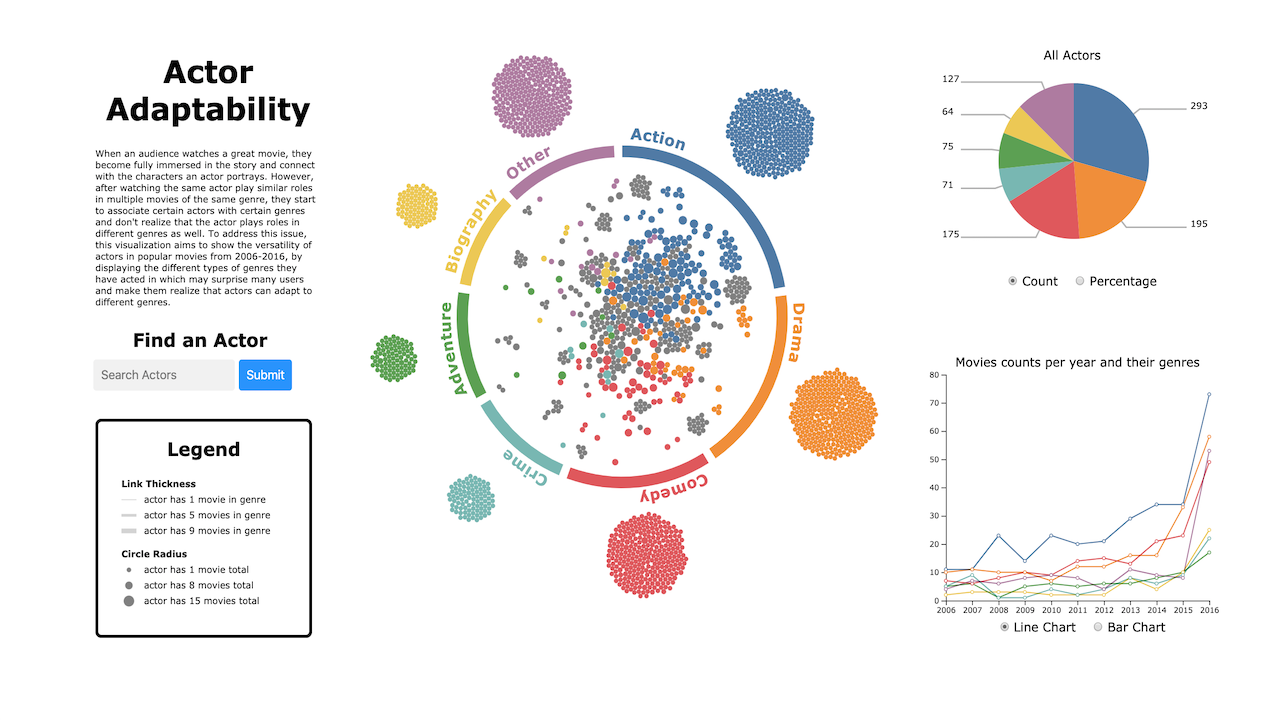 Actor
Adaptability
When an audience watches a great movie, they
become fully immersed in the story and connect
with the characters an actor portrays. However,
after watching the same actor play similar roles
in multiple movies of the same genre, they start
to associate certain actors with certain genres
and don't realize that the actor plays roles in
different genres as well. To address this issue,
this visualization aims to show the versatility of
actors in popular movies from 2006-2016, by
displaying the different types of genres they
have acted in which may surprise many users
and make them realize that actors can adapt to
different genres.
Find an Actor
Search Actors
Submit
Legend
Link Thickness
actor has 1 movie in genre
actor has 5 movies in genre
actor has 9 movies in genre
Circle Radius
actor has 1 movie total
actor has 8 movies total
actor has 15 movies total
Action
Drama
Comedy
Crime
Adventure
Biography
Other
All Actors
127
64
75
71
175
293
195
Count
Percentage
Movies counts per year and their genres
80
70
60
50
40
30
20
10
0
2006 2007 2008 2009 2010 2011 2012 2013 2014 2015 2016
Line Chart
Bar Chart